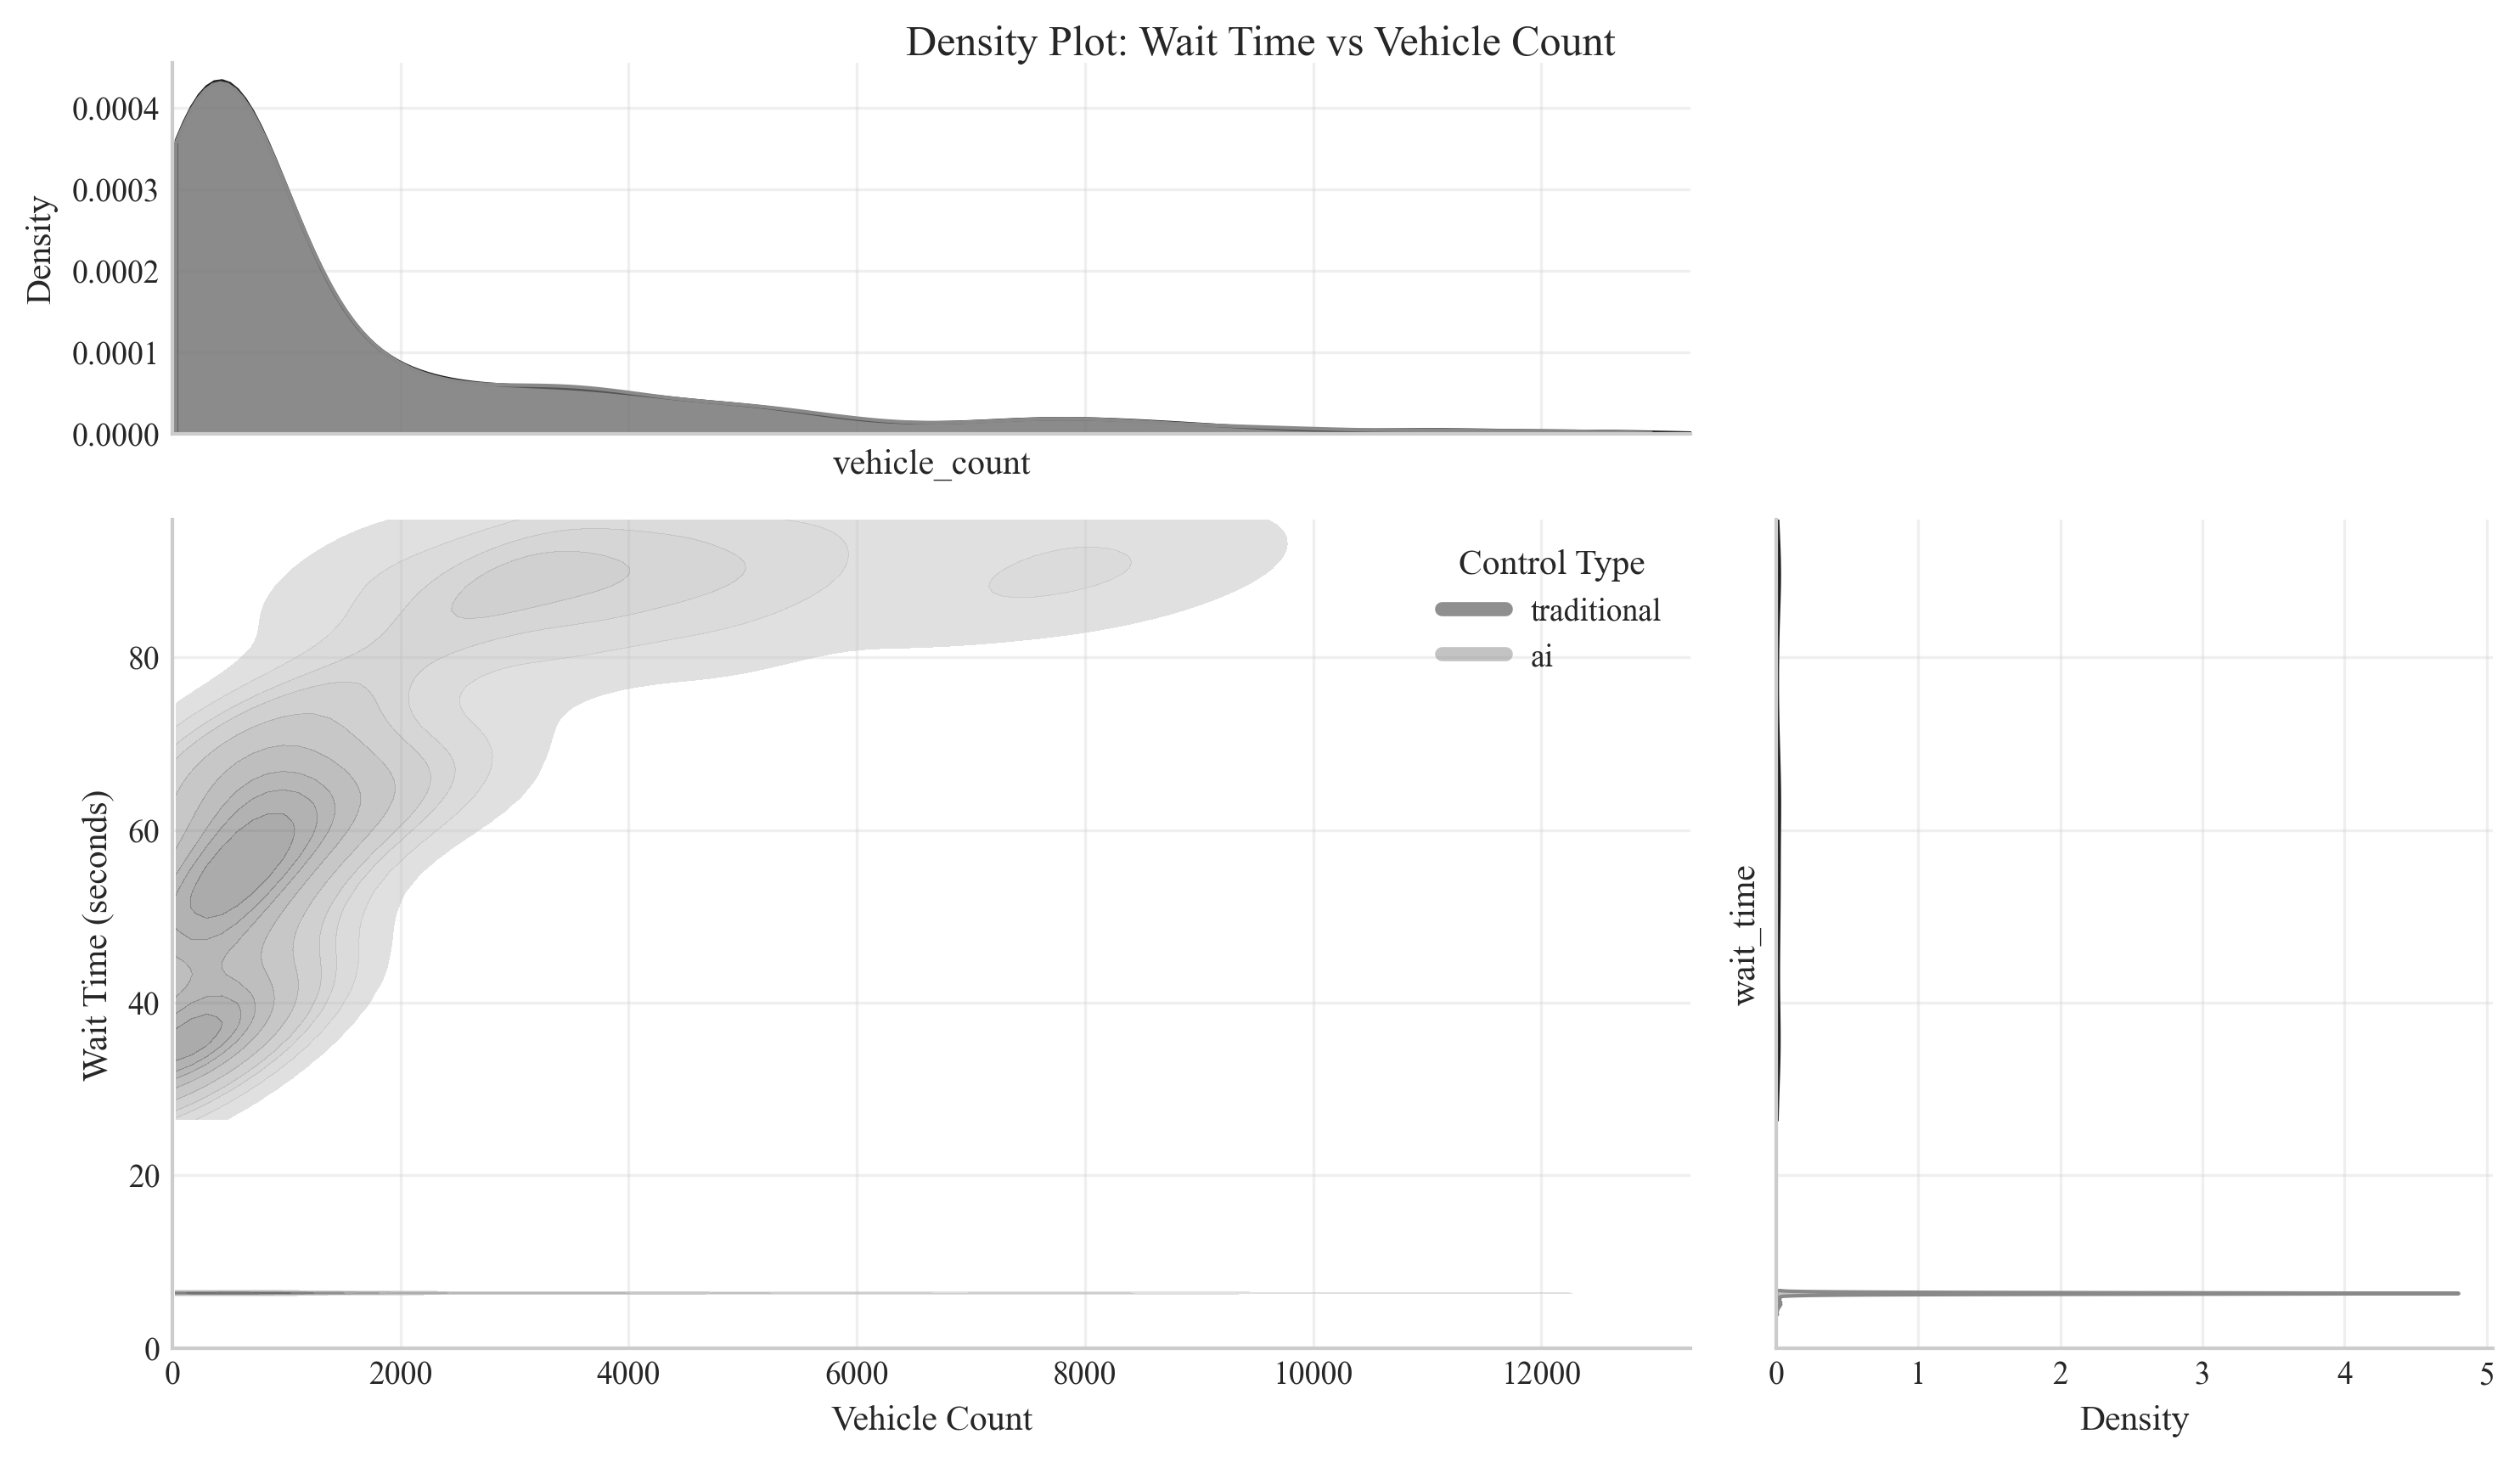 Density Plot: Wait Time vs Vehicle Count
Density
0.0004
0.0003
0.0002
0.0001
0.0000
vehicle_count
Wait Time (seconds)
80
60
40
20
0
Control Type
traditional
ai
0 2000 4000 6000 8000 10000 12000
Vehicle Count
wait_time
0 1 2 3 4 5
Density